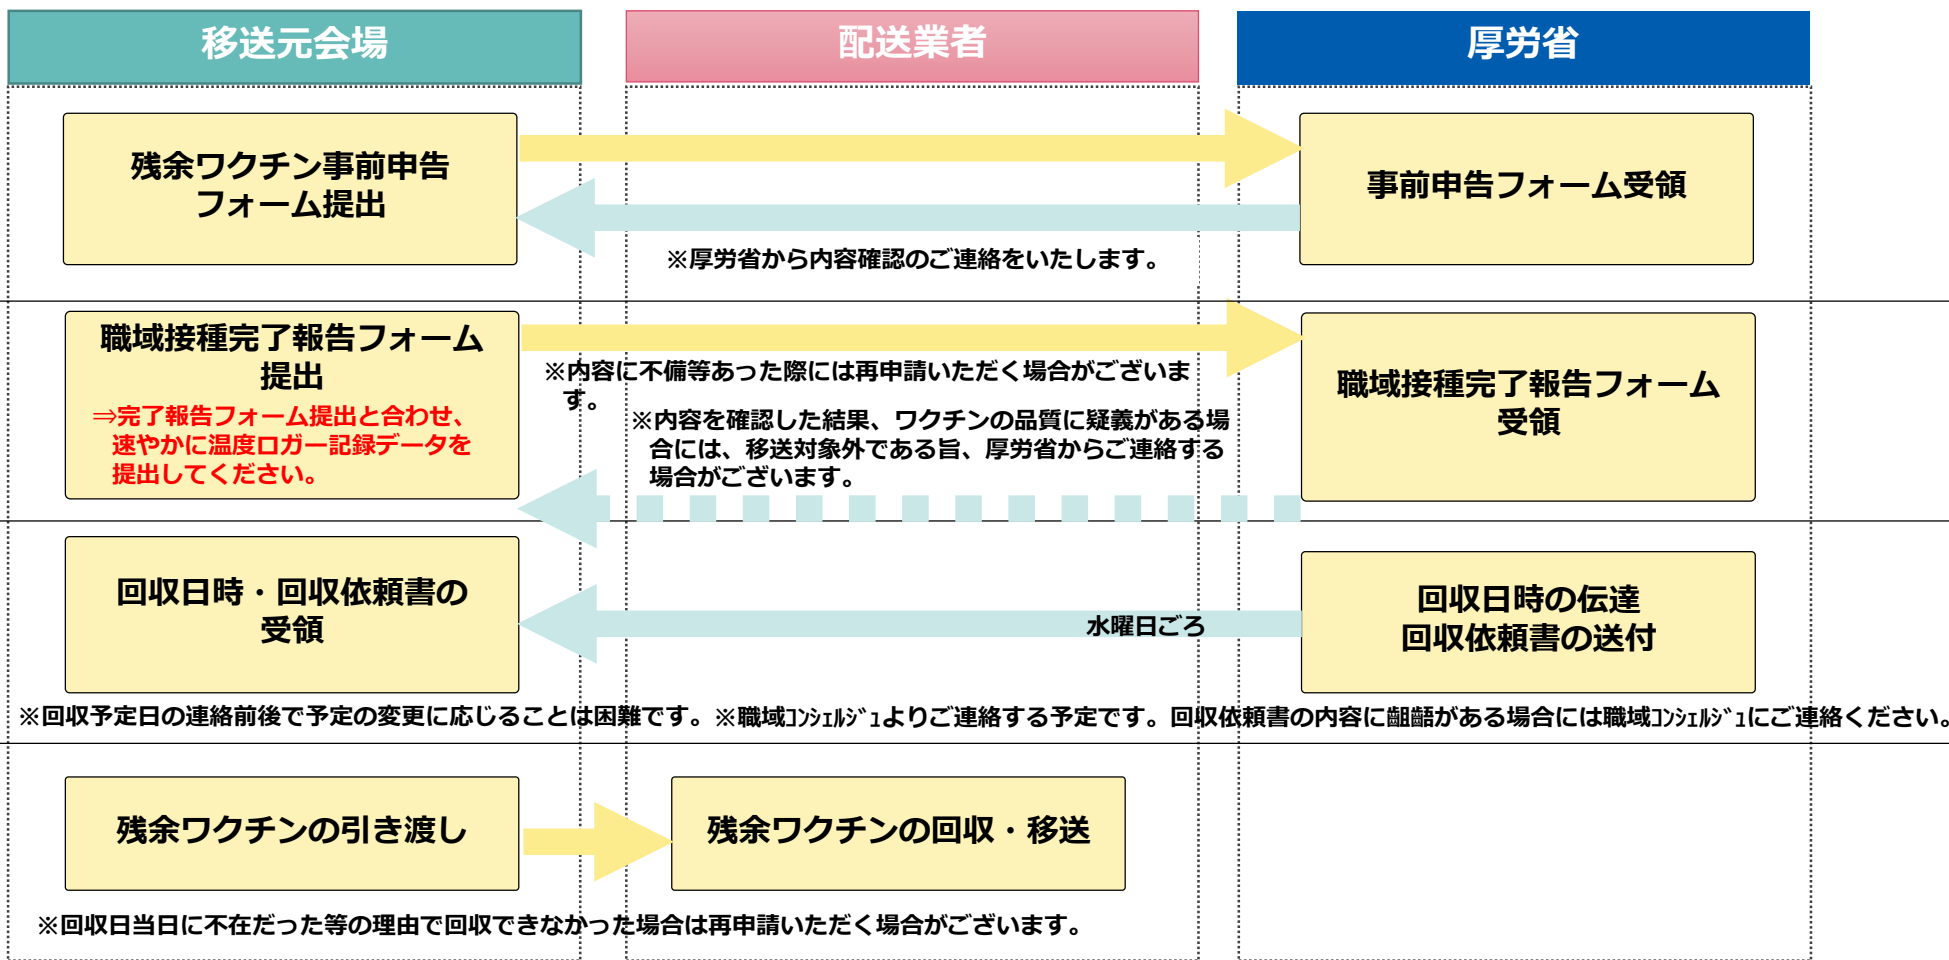 移送元会場
配送業者
厚労省
残余ワクチン事前申告
フォーム提出
事前申告フォーム受領
※厚労省から内容確認のご連絡をいたします。
職域接種完了報告フォーム
提出
⇒完了報告フォーム提出と合わせ、
速やかに温度ロガー記録データを
提出してください。
※内容に不備等あった際には再申請いただく場合がございま
す。
※内容を確認した結果、ワクチンの品質に疑義がある場
合には、移送対象外である旨、厚労省からご連絡する
場合がございます。
職域接種完了報告フォーム
受領
回収日時・回収依頼書の
受領
水曜日ごろ
回収日時の伝達
回収依頼書の送付
※回収予定日の連絡前後で予定の変更に応じることは困難です。※職域ｺﾝｼｪﾙｼﾞｭよりご連絡する予定です。回収依頼書の内容に齟齬がある場合には職域ｺﾝｼｪﾙｼﾞｭにご連絡ください。
残余ワクチンの引き渡し
残余ワクチンの回収・移送
※回収日当日に不在だった等の理由で回収できなかった場合は再申請いただく場合がございます。